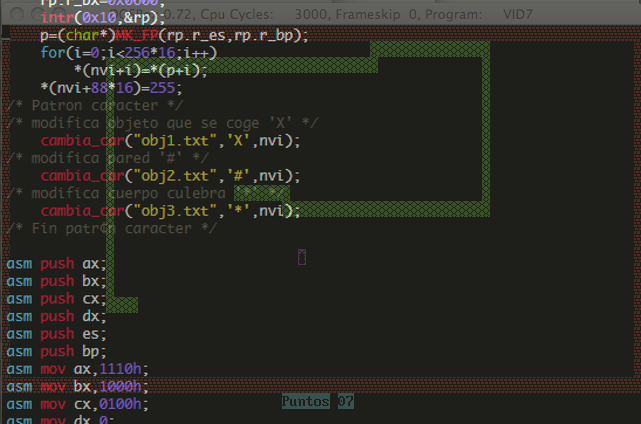 0.72, Cpu Cycles: 3000, Frameskip 0, Program: VID7
rp.r_bx=0x0600;
intr(0x10,&rp);
p=(char*)MK_FP(rp.r_es,rp.r_bp);
for(i=0;i<256*16;i++)
*(nvi+i)=*(p+i);
*(nvi+88*16)=255;
/* Patron caracter */
/* modifica objeto que se coge 'X' */
cambia_car("obj1.txt",'X',nvi);
/* modifica pared '#' */
cambia_car("obj2.txt",'#',nvi);
/* modifica cuerpo culebra '*' */
cambia_car("obj3.txt",'*',nvi);
/* Fin patrón caracter */
asm push ax;
asm push bx;
asm push cx;
asm push dx;
asm push es;
asm push bp;
asm mov ax,1110h;
asm mov bx,1000h;
asm mov cx,0100h;
Puntos 07
asm mov dx,0;